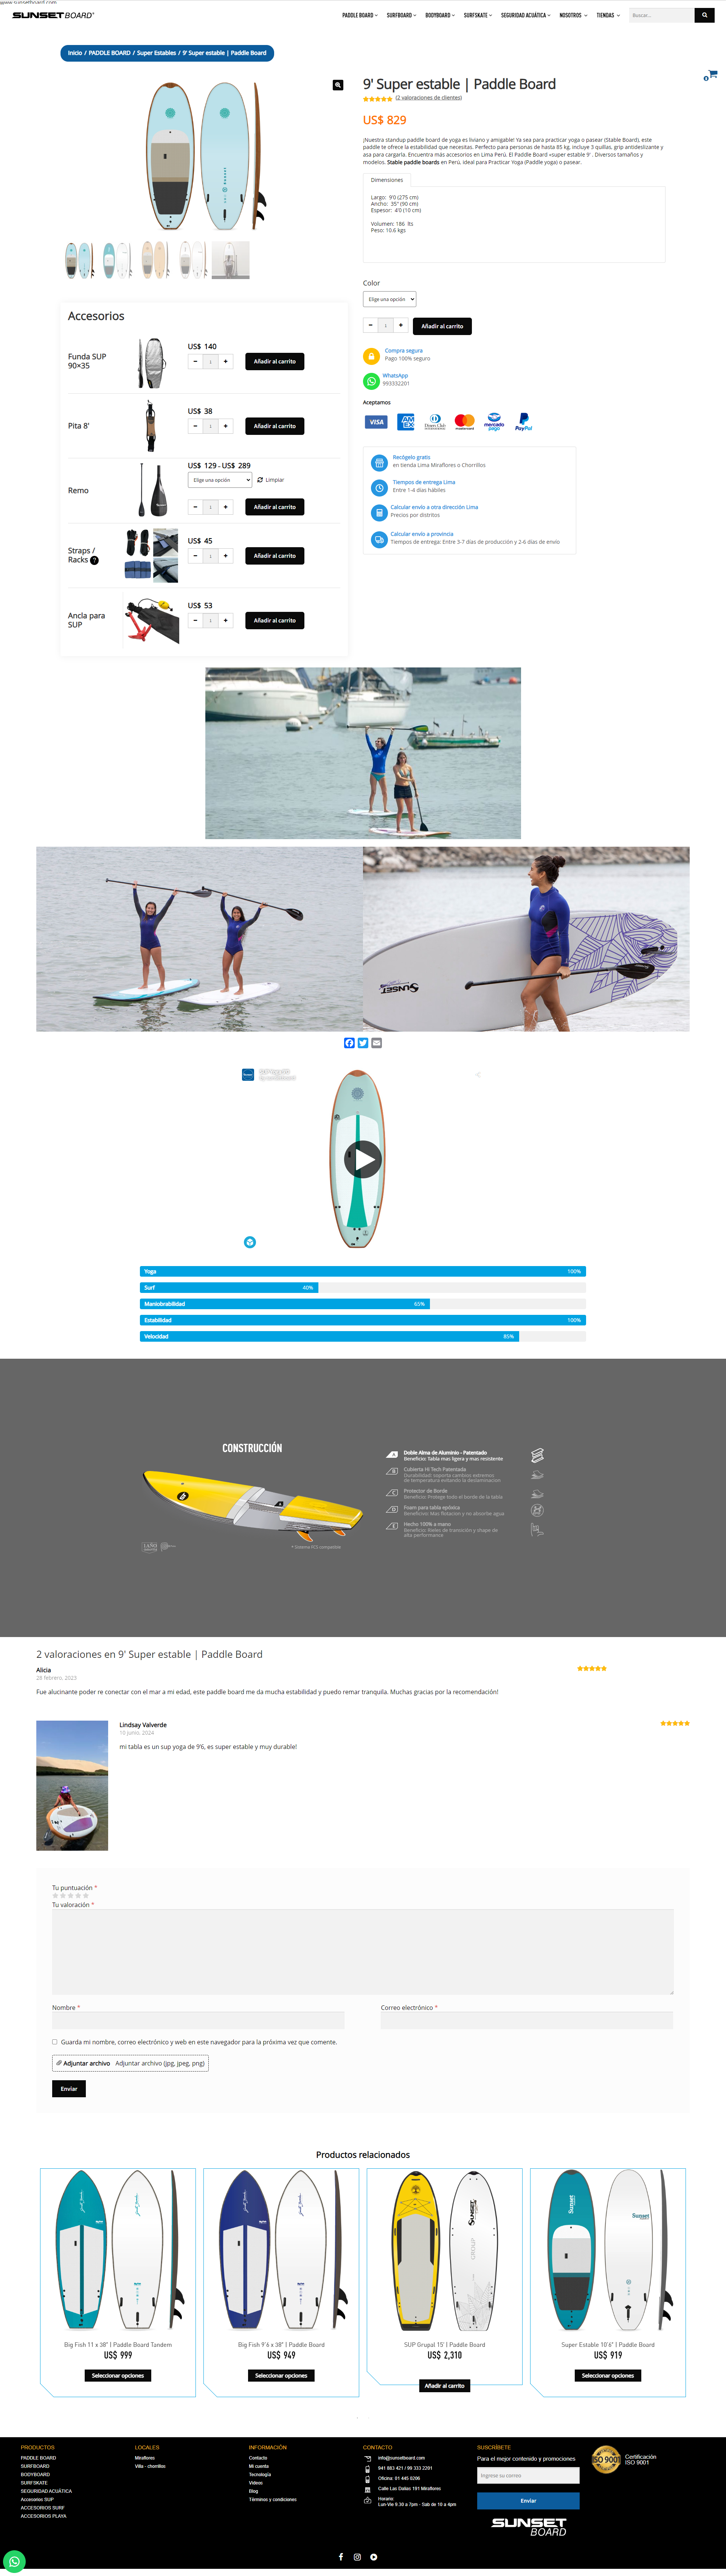 www.sunsetboard.com
SUNSETBOARD
PADDLE BOARD SURFBOARD BODYBOARD SURFSKATE SEGURIDAD ACUÁTICA NOSOTROS TIENDAS Buscar...
Inicio / PADDLE BOARD / Super Estables / 9' Super estable | Paddle Board
9' Super estable | Paddle Board
(2 valoraciones de clientes)
US$ 829
¡Nuestra standup paddle board de yoga es liviano y amigable! Ya sea para practicar yoga o pasear (Stable Board), este
paddle te ofrece la estabilidad que necesitas. Perfecto para personas de hasta 85 kg, incluye 3 quillas, grip antideslizante y
asa para cargarla. Encuentra más accesorios en Lima Perú. El Paddle Board «super estable 9' . Diversos tamaños y
modelos, Stable paddle boards en Perú, ideal para Practicar Yoga (Paddle yoga) o pasear.
Dimensiones
Largo: 9'0 (275 cm)
Ancho: 35" (90 cm)
Espesor: 4'0 (10 cm)
Volumen: 186 lts
Peso: 10.6 kgs
Color
Elige una opción
− 1 + Añadir al carrito
Compra segura
Pago 100% seguro
WhatsApp
993332201
Aceptamos
VISA
AMEX
Diners Club
mastercard
mercado pago
PayPal
Recógelo gratis
en tienda Lima Miraflores o Chorrillos
Tiempos de entrega Lima
Entre 1-4 días hábiles
Calcular envío a otra dirección Lima
Precios por distritos
Calcular envío a provincia
Tiempos de entrega: Entre 3-7 días de producción y 2-6 días de envío
Accesorios
Funda SUP
90×35
US$ 140
− 1 + Añadir al carrito
Pita 8'
US$ 38
− 1 + Añadir al carrito
Remo
US$ 129 - US$ 289
Elige una opción Limpiar
− 1 + Añadir al carrito
Straps /
Racks ?
US$ 45
− 1 + Añadir al carrito
Ancla para
SUP
US$ 53
− 1 + Añadir al carrito
SUNSET
Yoga 100%
Surf 40%
Maniobrabilidad 65%
Estabilidad 100%
Velocidad 85%
CONSTRUCCIÓN
Doble Alma de Aluminio - Patentado
Beneficio: Tabla mas ligera y mas resistente
Cubierta HI Tech Patentada
Durabilidad: soporta cambios extremos
de temperatura evitando la delaminacion
Protector de Borde
Beneficio: Protege todo el borde de la tabla
Foam para tabla epóxica
Beneficios: Mas flotacion y no absorbe agua
Hecho 100% a mano
Beneficio: Rieles de transición y shape de
alta performance
* Sistema FCS compatible
2 valoraciones en 9' Super estable | Paddle Board
Alicia
28 febrero, 2023
Fue alucinante poder re conectar con el mar a mi edad, este paddle board me da mucha estabilidad y puedo remar tranquila. Muchas gracias por la recomendación!
Lindsay Valverde
10 junio, 2024
mi tabla es un sup yoga de 9'6, es super estable y muy durable!
Tu puntuación *
Tu valoración *
Nombre *
Correo electrónico *
Guarda mi nombre, correo electrónico y web en este navegador para la próxima vez que comente.
Adjuntar archivo Adjuntar archivo (jpg, jpeg, png)
Enviar
Productos relacionados
Big Fish 11 x 38" | Paddle Board Tandem
US$ 999
Seleccionar opciones
Big Fish 9'6 x 38" | Paddle Board
US$ 949
Seleccionar opciones
SUP Grupal 15' | Paddle Board
US$ 2,310
Añadir al carrito
Super Estable 10'6" | Paddle Board
US$ 919
Seleccionar opciones
PRODUCTOS
PADDLE BOARD
SURFBOARD
BODYBOARD
SURFSKATE
SEGURIDAD ACUÁTICA
Accesorios SUP
ACCESORIOS SURF
ACCESORIOS PLAYA
LOCALES
Miraflores
Villa - chorrillos
INFORMACIÓN
Contacto
Mi cuenta
Tecnología
Videos
Blog
Términos y condiciones
CONTACTO
info@sunsetboard.com
941 883 421 / 99 333 2201
Oficina: 01 445 6206
Calle Las Dalias 191 Miraflores
Horario:
Lun-Vie 9.30 a 7pm - Sab de 10 a 4pm
SUSCRÍBETE
Para el mejor contenido y promociones
Ingrese su correo
Enviar
SUNSET
BOARD
ISO 9001
Certificación
ISO 9001